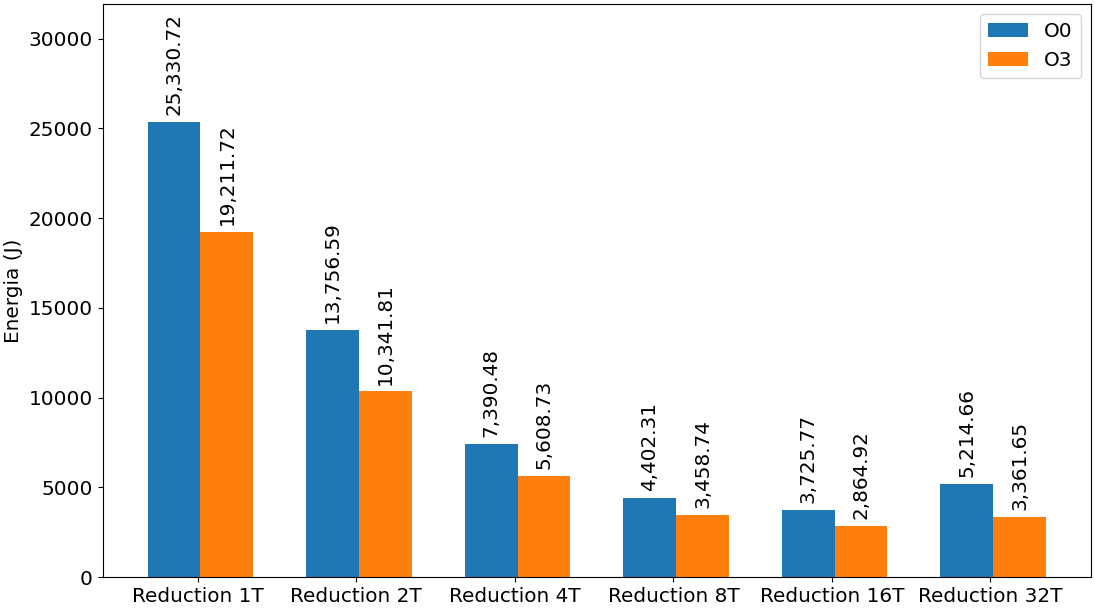 Energia (J)
30000
25000
20000
15000
10000
5000
0
O0
O3
25,330.72
19,211.72
13,756.59
10,341.81
7,390.48
5,608.73
4,402.31
3,458.74
3,725.77
2,864.92
5,214.66
3,361.65
Reduction 1T
Reduction 2T
Reduction 4T
Reduction 8T
Reduction 16T
Reduction 32T